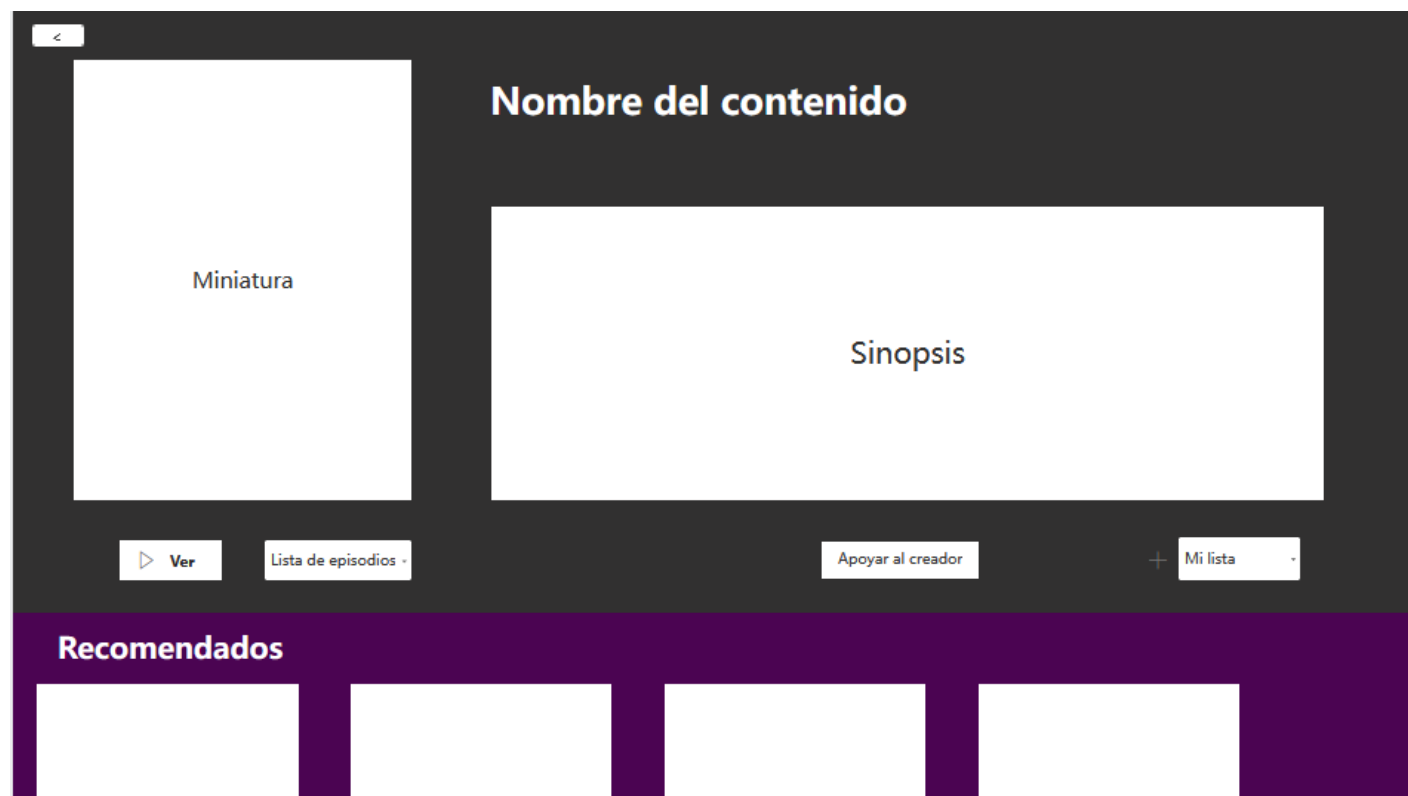 <
Nombre del contenido
Miniatura
Sinopsis
Ver
Lista de episodios
Apoyar al creador
Mi lista
Recomendados